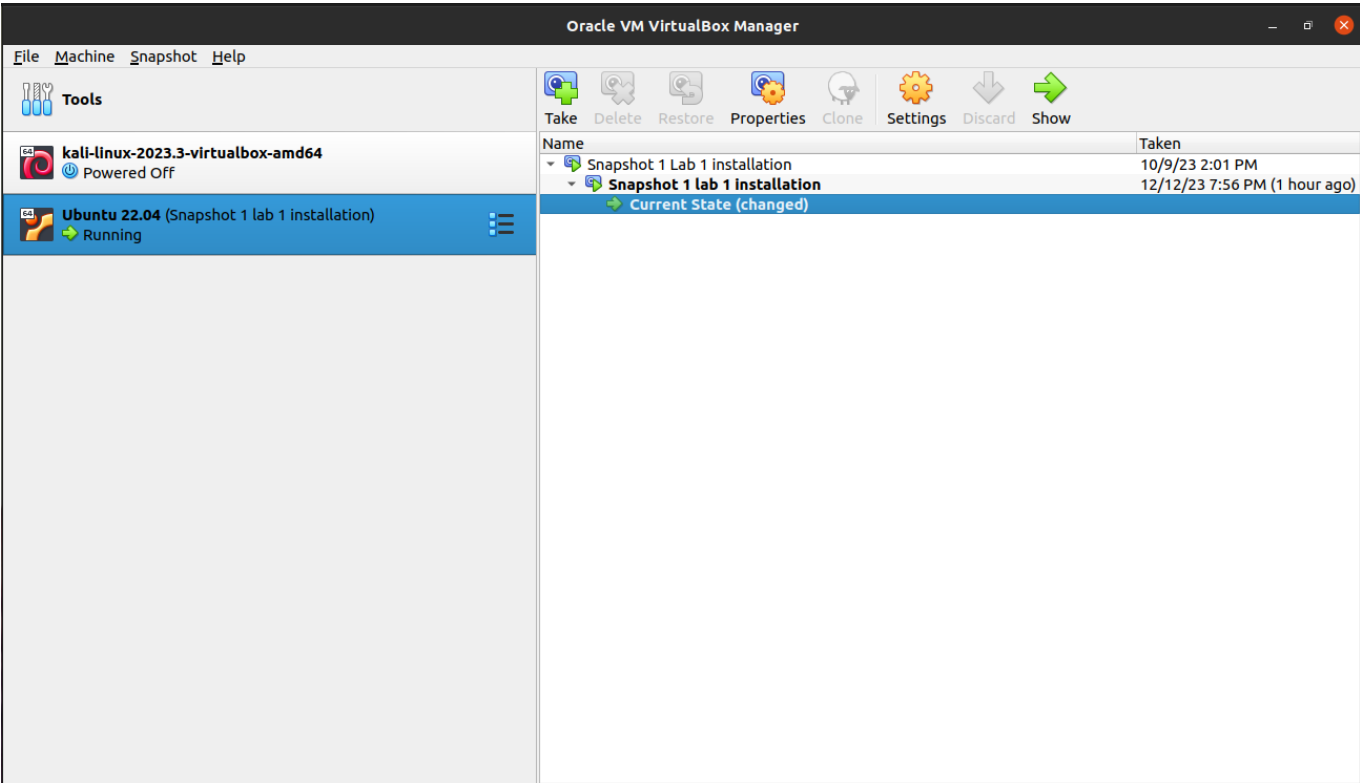 Oracle VM VirtualBox Manager
File Machine Snapshot Help
Tools
Take Delete Restore Properties Clone Settings Discard Show
Name Taken
64 kali-linux-2023.3-virtualbox-amd64
Powered Off
64 Ubuntu 22.04 (Snapshot 1 lab 1 installation)
Running
Snapshot 1 Lab 1 installation 10/9/23 2:01 PM
Snapshot 1 lab 1 installation 12/12/23 7:56 PM (1 hour ago)
Current State (changed)